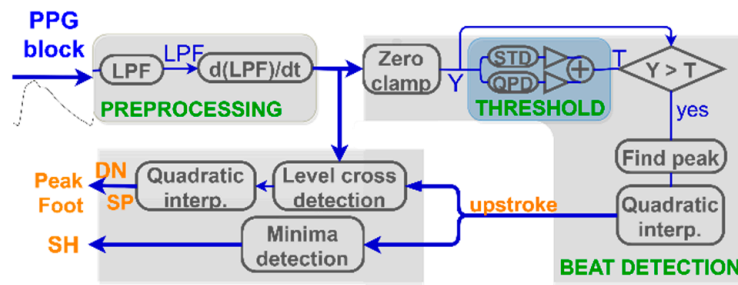 PPG
block
LPF
LPF
d(LPF)/dt
PREPROCESSING
Zero
clamp
Y
STD
QPD
+
THRESHOLD
T
Y > T
yes
Find peak
Quadratic
interp.
BEAT DETECTION
upstroke
Level cross
detection
Quadratic
interp.
DN
SP
Peak
Foot
Minima
detection
SH